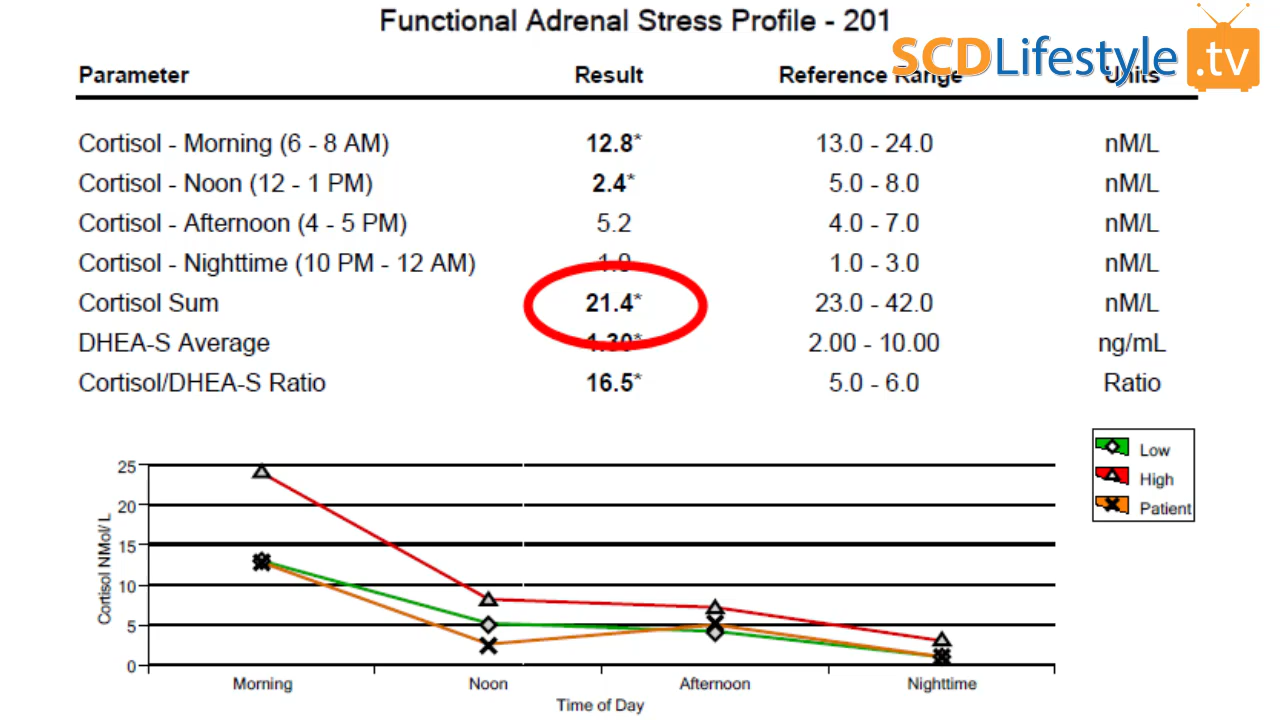 Functional Adrenal Stress Profile - 201
SCDLifestyle.tv
Parameter Result Reference Range Units
Cortisol - Morning (6 - 8 AM) 12.8* 13.0 - 24.0 nM/L
Cortisol - Noon (12 - 1 PM) 2.4* 5.0 - 8.0 nM/L
Cortisol - Afternoon (4 - 5 PM) 5.2 4.0 - 7.0 nM/L
Cortisol - Nighttime (10 PM - 12 AM) 1.0 - 3.0 nM/L
Cortisol Sum 21.4* 23.0 - 42.0 nM/L
DHEA-S Average 1.30* 2.00 - 10.00 ng/mL
Cortisol/DHEA-S Ratio 16.5* 5.0 - 6.0 Ratio
Low
High
Patient
25
20
15
10
5
0
Cortisol NMol/ L
Morning Noon Afternoon Nighttime
Time of Day